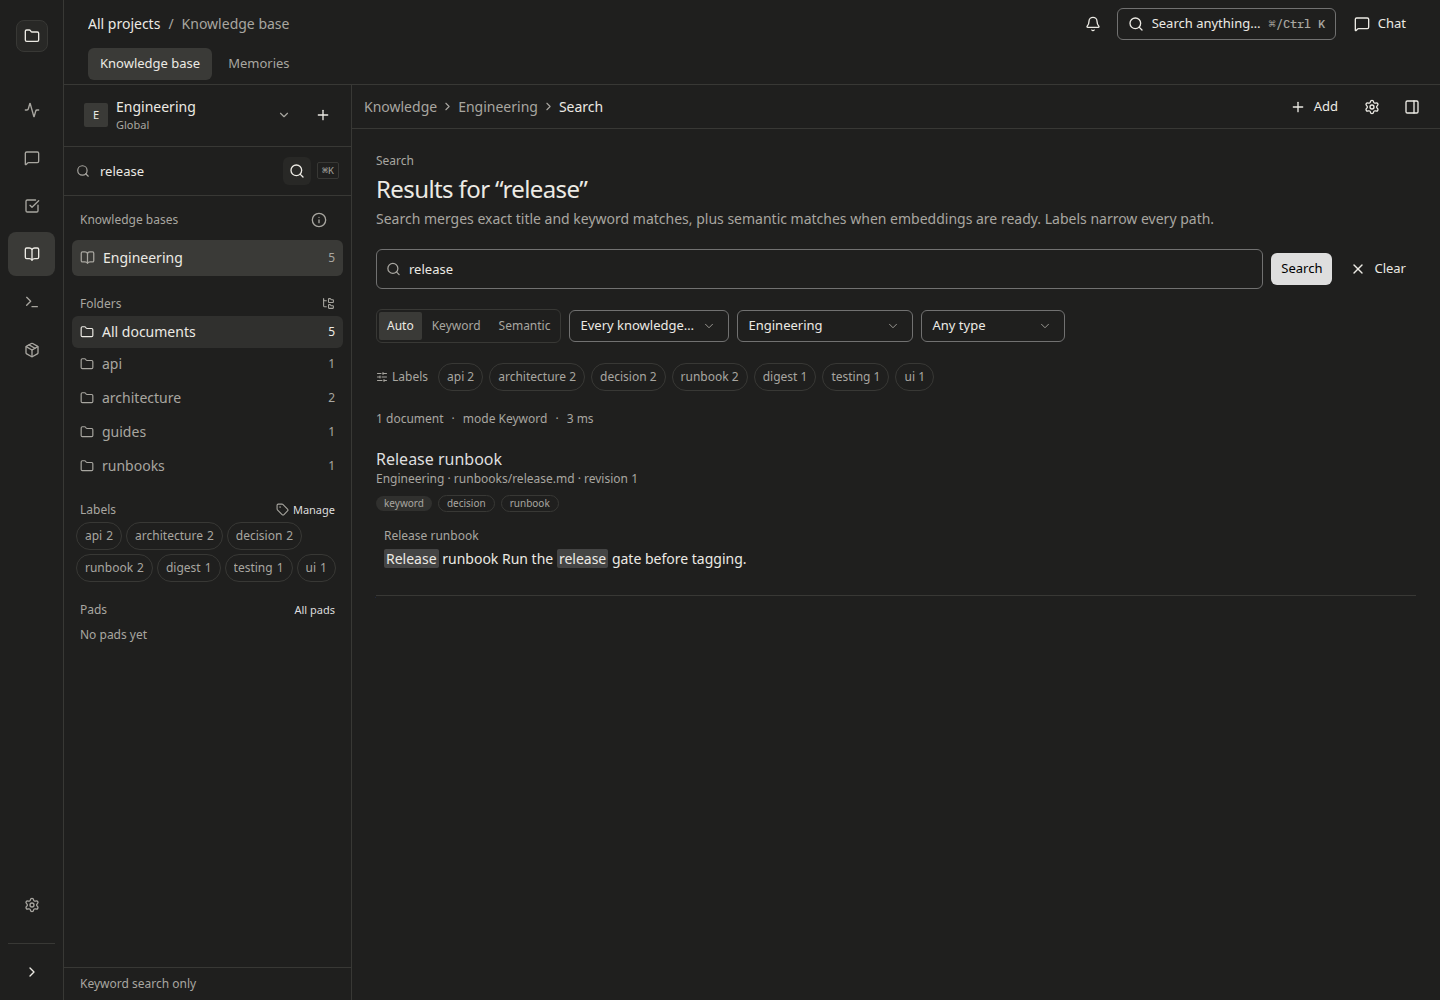 All projects / Knowledge base
Search anything... ⌘/Ctrl K
Chat
Knowledge base
Memories
E
Engineering
Global
Knowledge > Engineering > Search
Add
release
⌘K
Knowledge bases
Engineering 5
Folders
All documents 5
api 1
architecture 2
guides 1
runbooks 1
Labels
Manage
api 2
architecture 2
decision 2
runbook 2
digest 1
testing 1
ui 1
Pads
All pads
No pads yet
Keyword search only
Search
Results for “release”
Search merges exact title and keyword matches, plus semantic matches when embeddings are ready. Labels narrow every path.
release
Search
Clear
Auto
Keyword
Semantic
Every knowledge...
Engineering
Any type
Labels
api 2
architecture 2
decision 2
runbook 2
digest 1
testing 1
ui 1
1 document · mode Keyword · 3 ms
Release runbook
Engineering · runbooks/release.md · revision 1
keyword
decision
runbook
Release runbook
Release runbook Run the release gate before tagging.